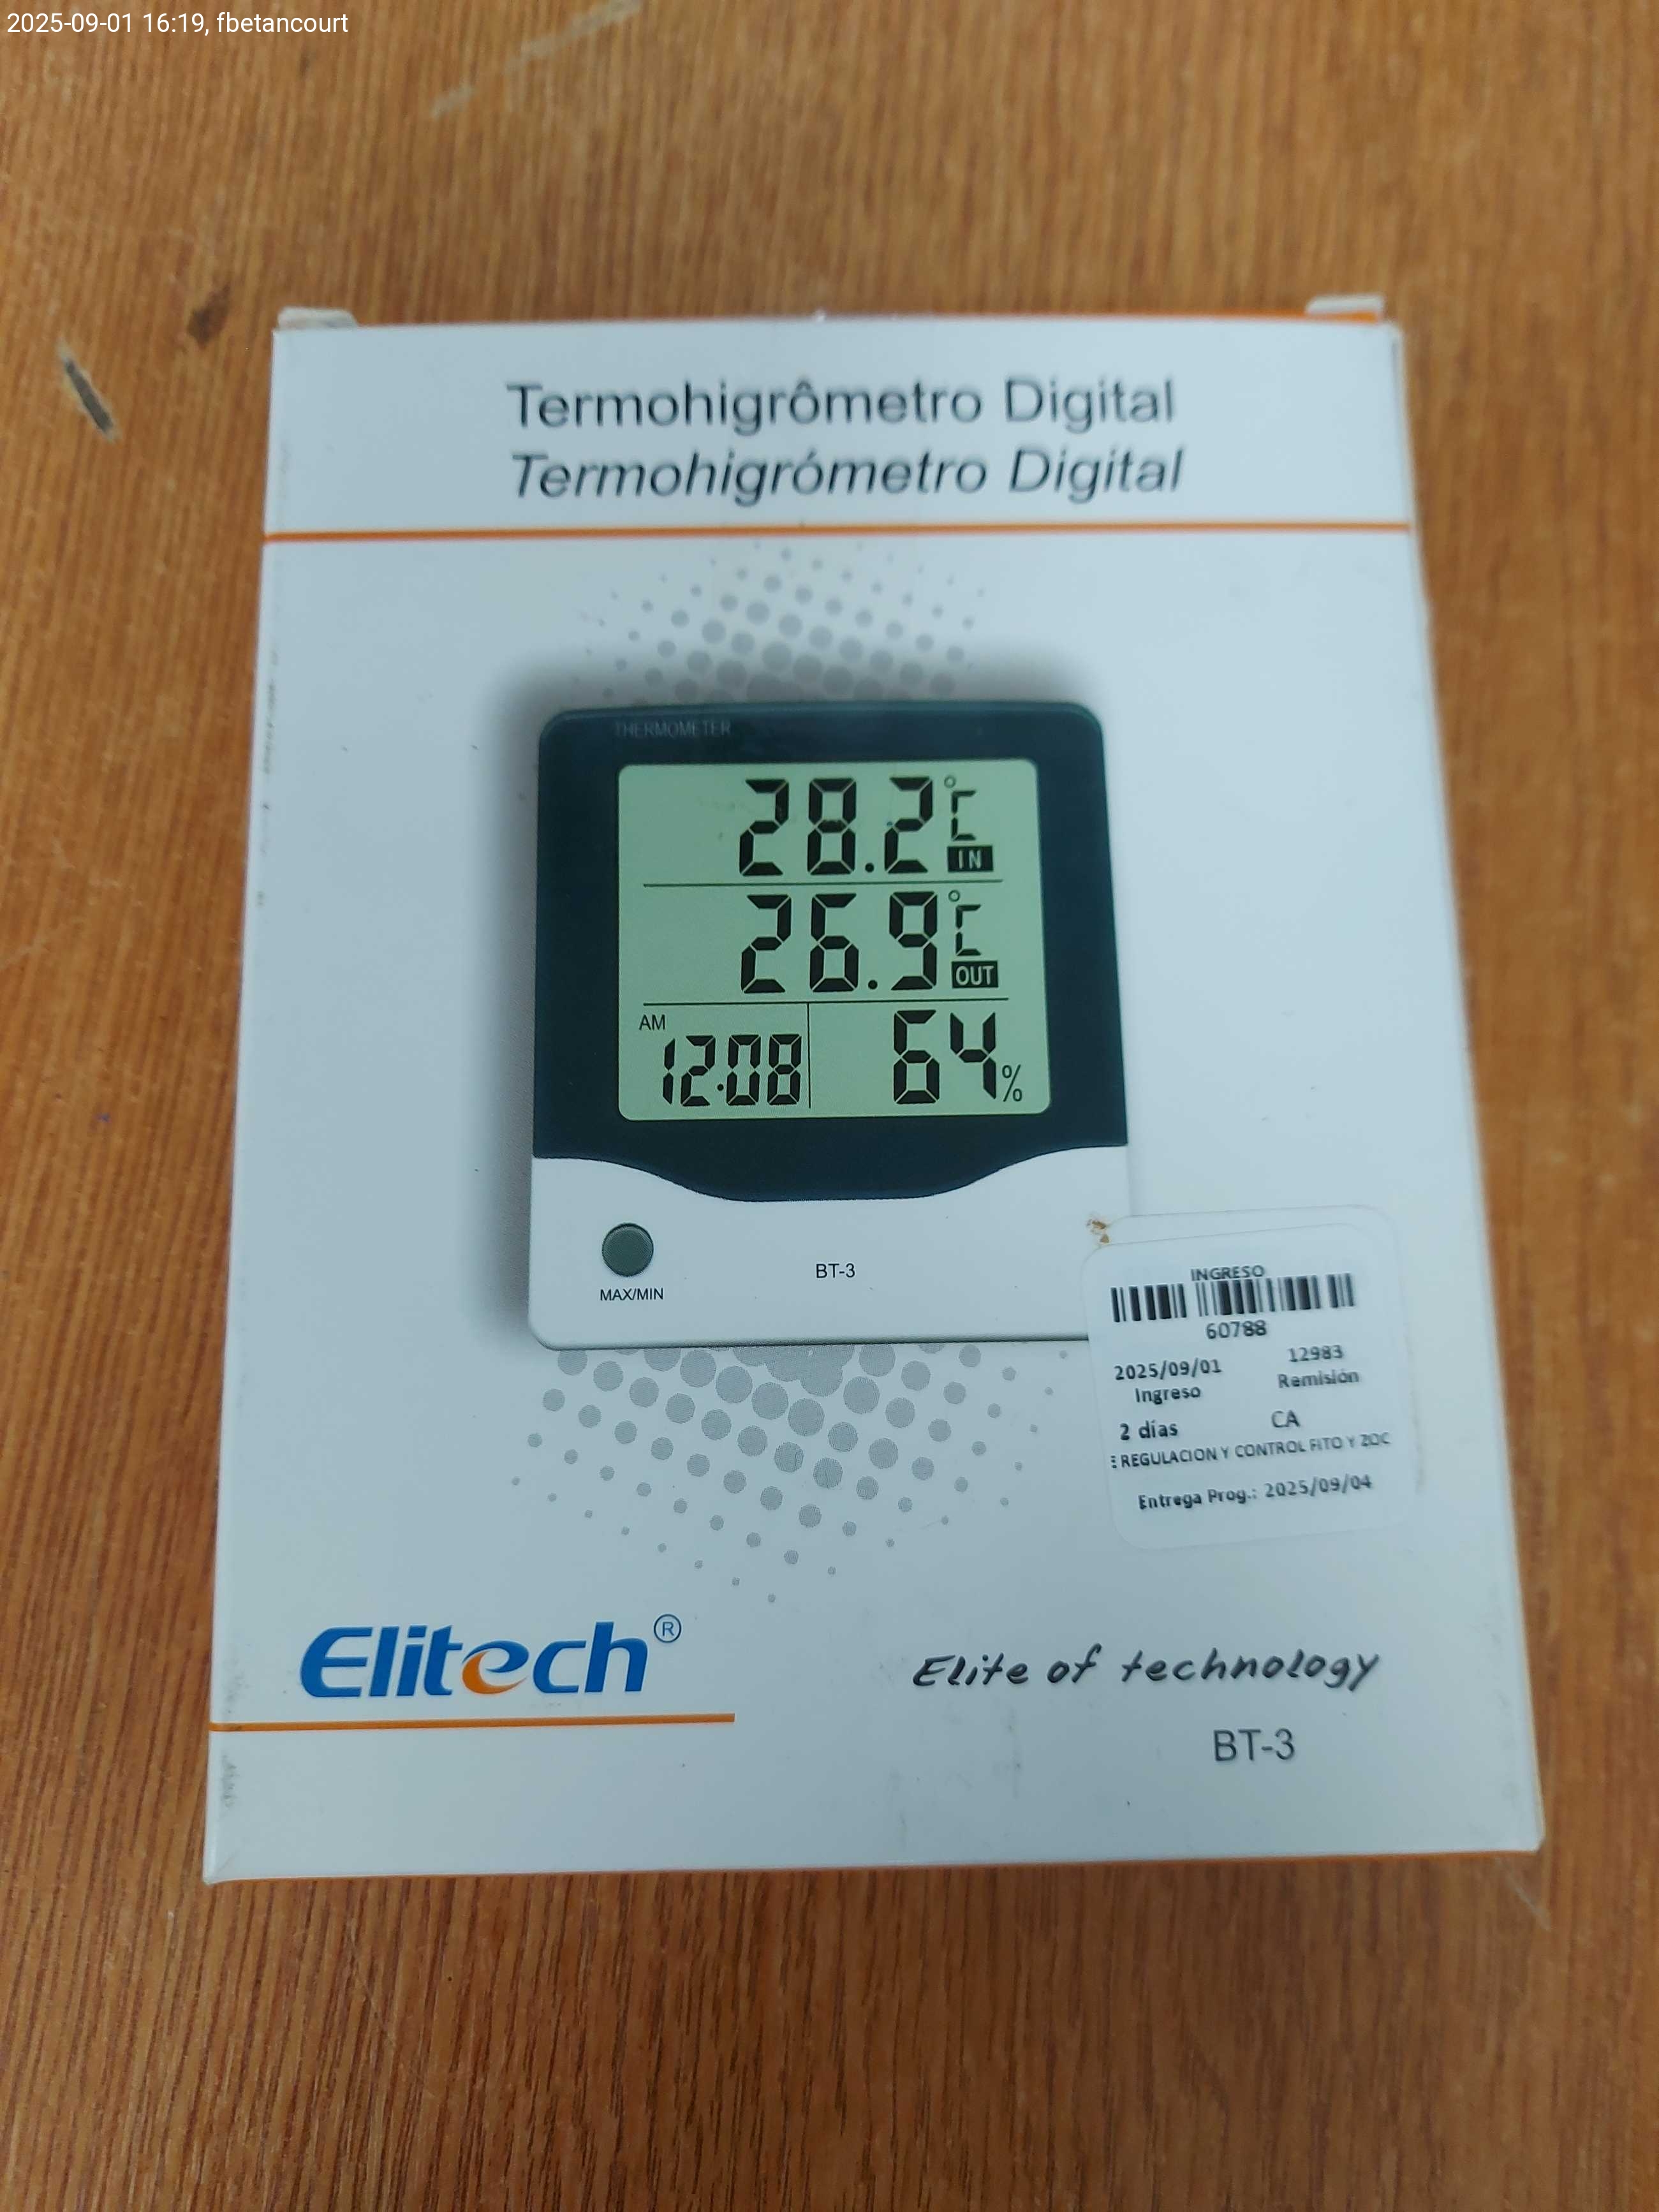 2025-09-01 16:19, fbetancourt
Termohigrômetro Digital
Termohigrómetro Digital
THERMOMETER
28.2°C
IN
26.9°C
OUT
AM
12:08
64%
MAX/MIN
BT-3
INGRESO
60788
2025/09/01 12983
Ingreso Remisión
2 días CA
E REGULACION Y CONTROL FITO Y ZOO
Entrega Prog.: 2025/09/04
Elitech®
Elite of technology
BT-3